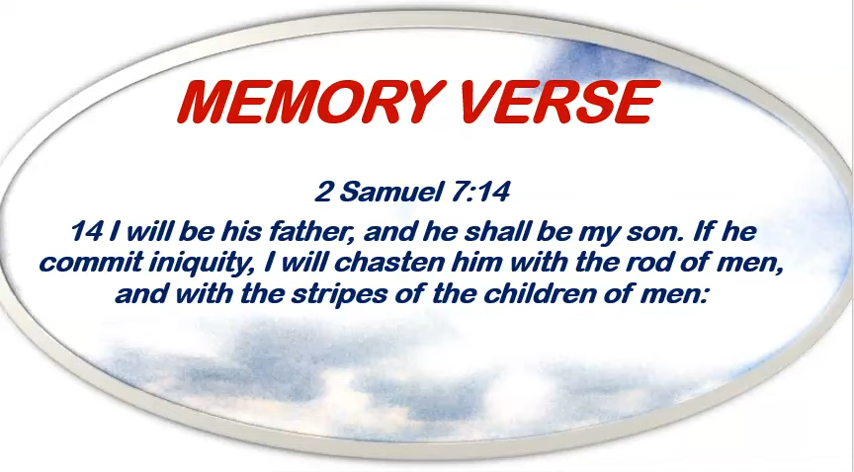 MEMORY VERSE
2 Samuel 7:14
14 I will be his father, and he shall be my son. If he
commit iniquity, I will chasten him with the rod of men,
and with the stripes of the children of men: